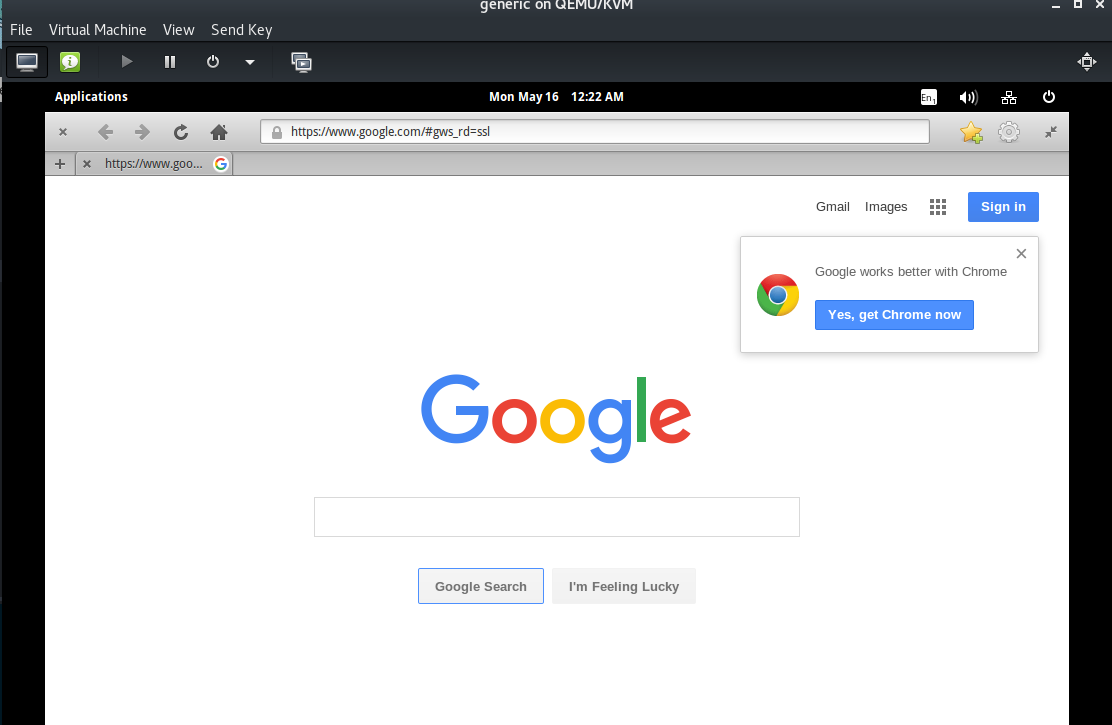 generic on QEMU/KVM
File Virtual Machine View Send Key
Applications Mon May 16 12:22 AM En1
https://www.google.com/#gws_rd=ssl
https://www.goo...
Gmail Images Sign in
Google works better with Chrome
Yes, get Chrome now
Google
Google Search I'm Feeling Lucky